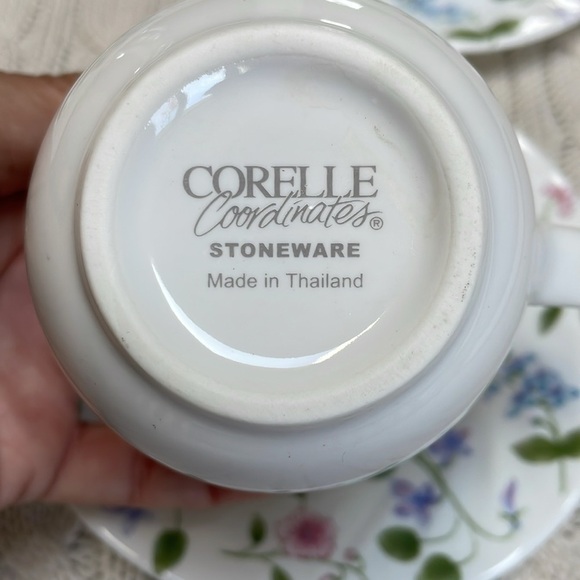 CORELLE
Coordinates®
STONEWARE
Made in Thailand